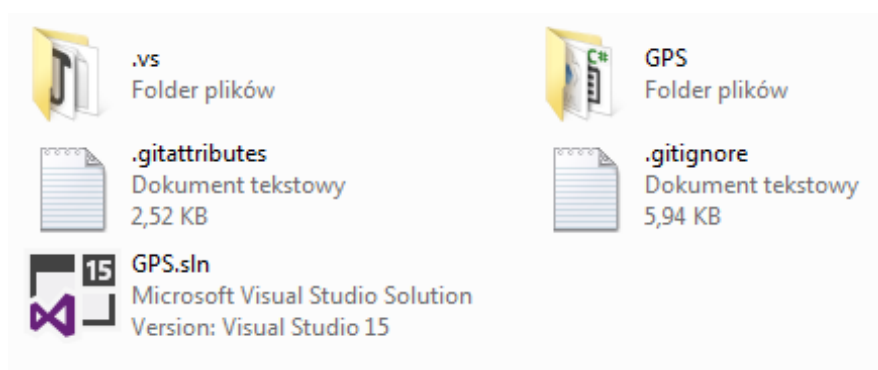 .vs
Folder plików
GPS
Folder plików
C#
.gitattributes
Dokument tekstowy
2,52 KB
.gitignore
Dokument tekstowy
5,94 KB
15
GPS.sln
Microsoft Visual Studio Solution
Version: Visual Studio 15